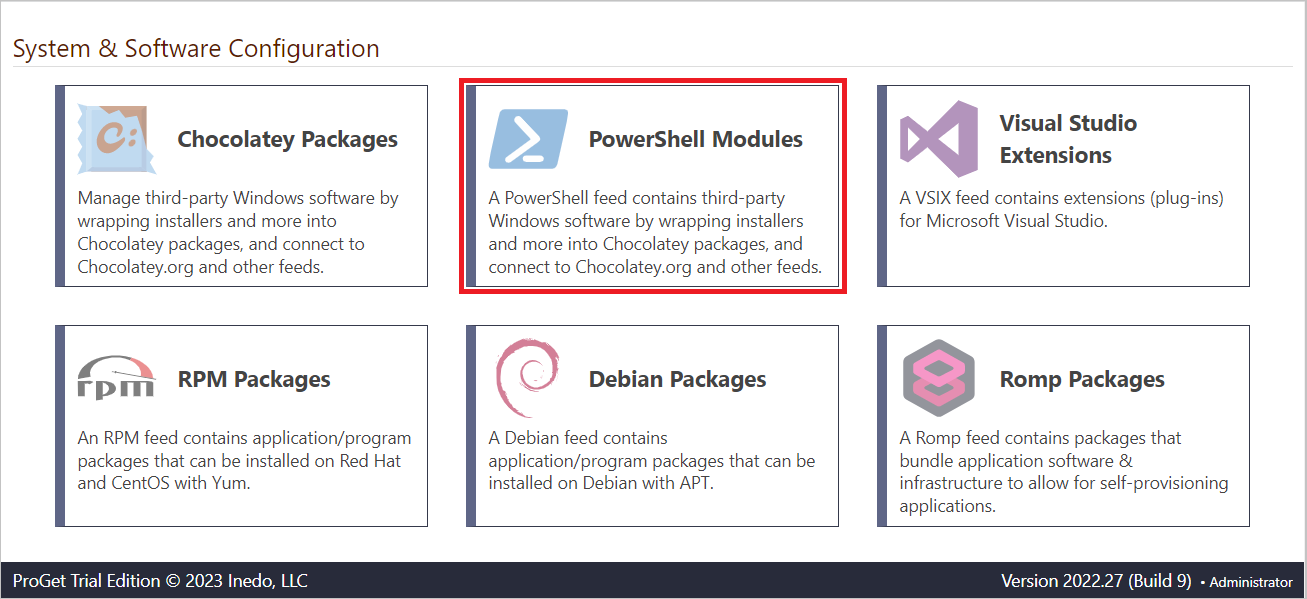 System & Software Configuration
C:
Chocolatey Packages
Manage third-party Windows software by
wrapping installers and more into
Chocolatey packages, and connect to
Chocolatey.org and other feeds.
PowerShell Modules
A PowerShell feed contains third-party
Windows software by wrapping installers
and more into Chocolatey packages, and
connect to Chocolatey.org and other feeds.
Visual Studio
Extensions
A VSIX feed contains extensions (plug-ins)
for Microsoft Visual Studio.
rpm
RPM Packages
An RPM feed contains application/program
packages that can be installed on Red Hat
and CentOS with Yum.
Debian Packages
A Debian feed contains
application/program packages that can be
installed on Debian with APT.
Romp Packages
A Romp feed contains packages that
bundle application software &
infrastructure to allow for self-provisioning
applications.
ProGet Trial Edition © 2023 Inedo, LLC
Version 2022.27 (Build 9) • Administrator